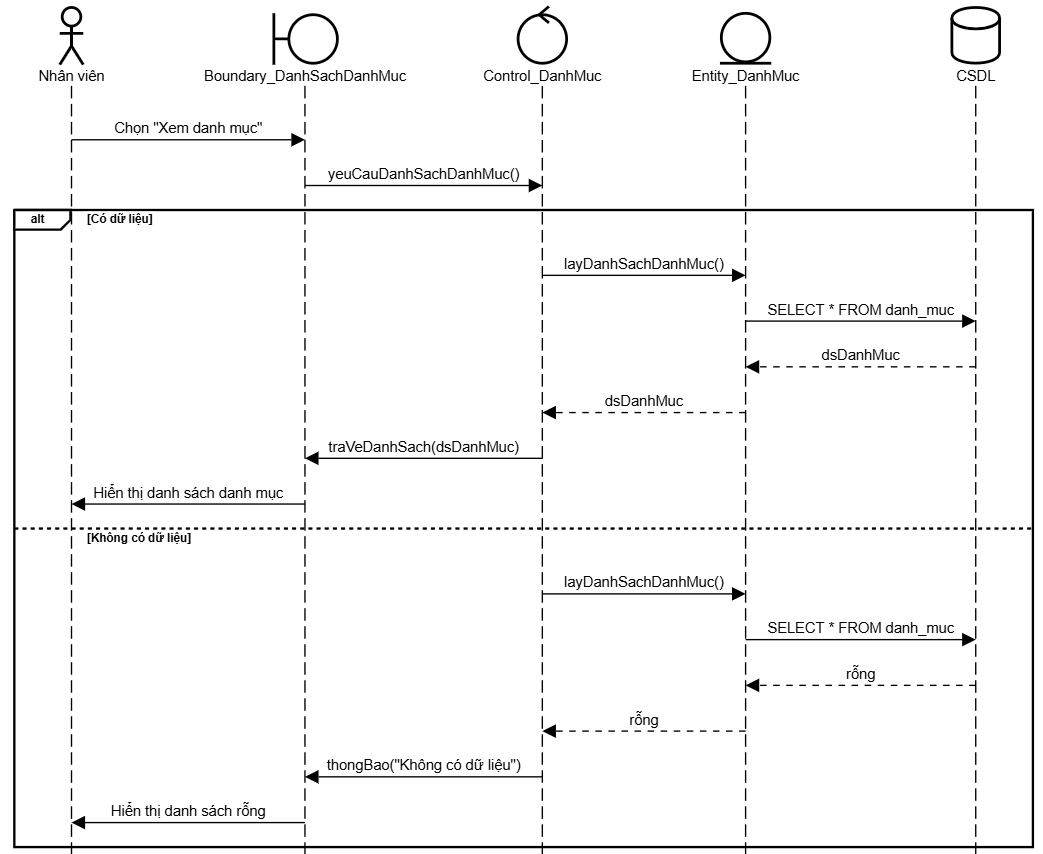 Nhân viên
Boundary_DanhSachDanhMuc
Control_DanhMuc
Entity_DanhMuc
CSDL
Chọn "Xem danh mục"
yeuCauDanhSachDanhMuc()
alt
[Có dữ liệu]
layDanhSachDanhMuc()
SELECT * FROM danh_muc
dsDanhMuc
dsDanhMuc
traVeDanhSach(dsDanhMuc)
Hiển thị danh sách danh mục
[Không có dữ liệu]
layDanhSachDanhMuc()
SELECT * FROM danh_muc
rỗng
rỗng
thongBao("Không có dữ liệu")
Hiển thị danh sách rỗng